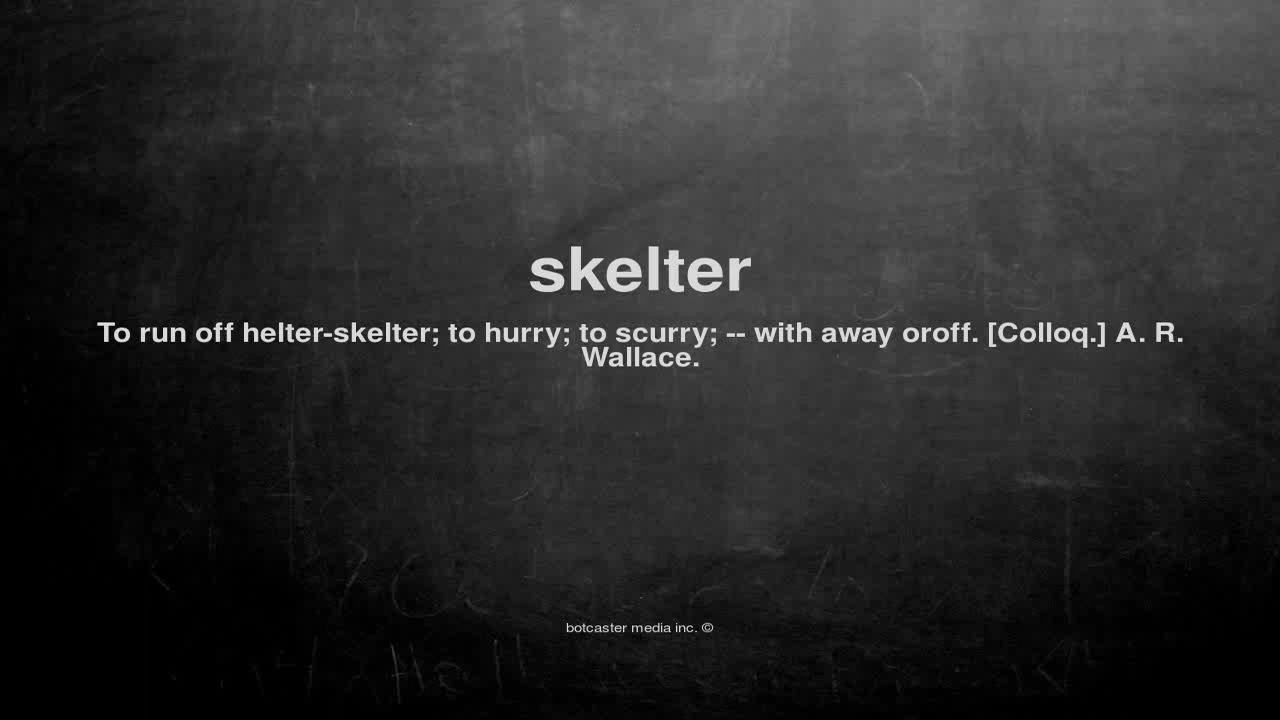 skelter
To run off helter-skelter; to hurry; to scurry; -- with away oroff. [Colloq.] A. R.
Wallace.
botcaster media inc. ©